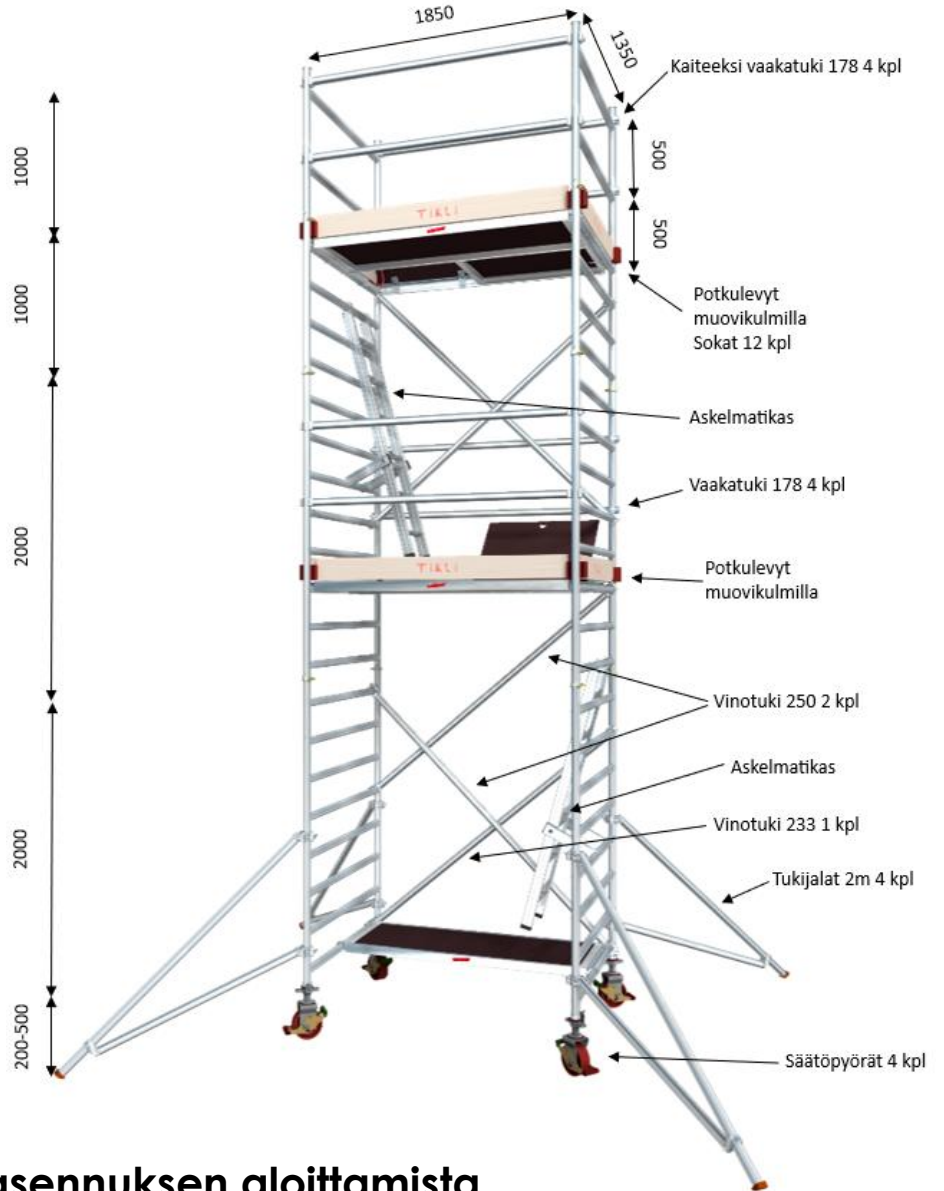 1850
1350
Kaiteeksi vaakatuki 178 4 kpl
1000
500
TIKLI
500
1000
Potkulevyt
muovikulmilla
Sokat 12 kpl
Askelmatikas
2000
Vaakatuki 178 4 kpl
TIKLI
Potkulevyt
muovikulmilla
Vinotuki 250 2 kpl
Askelmatikas
2000
Vinotuki 233 1 kpl
Tukijalat 2m 4 kpl
200-500
Säätöpyörät 4 kpl
asennuksen aloittamista